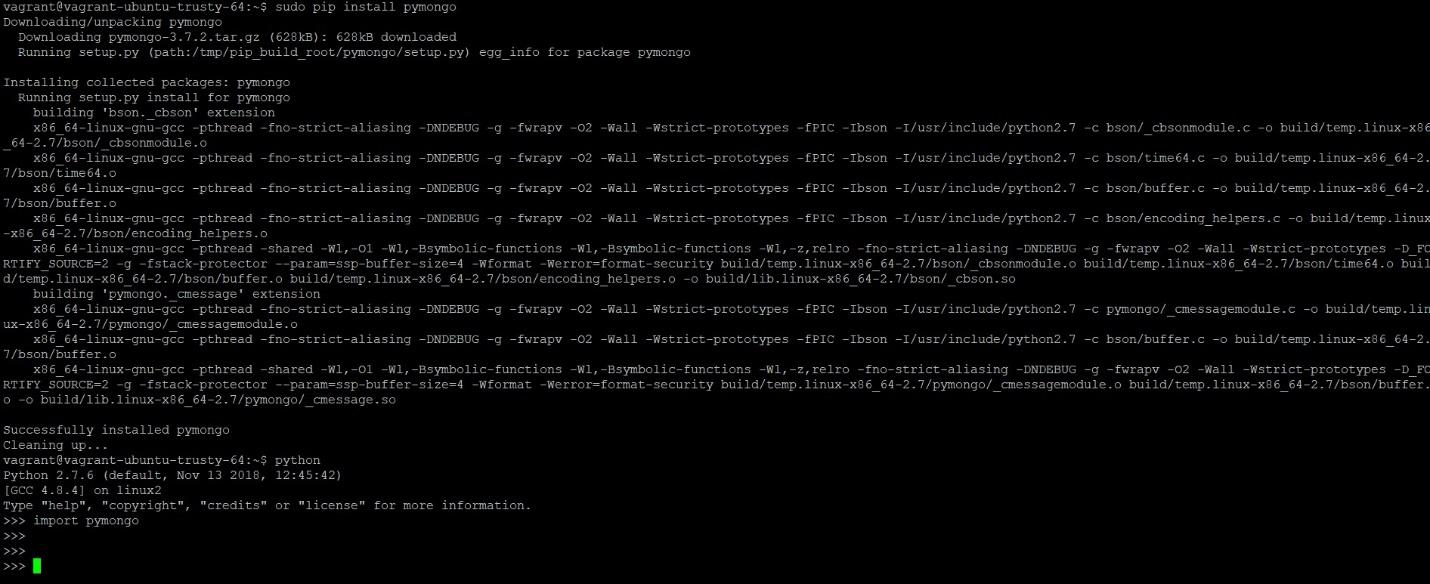 vagrant@vagrant-ubuntu-trusty-64:~$ sudo pip install pymongo
Downloading/unpacking pymongo
  Downloading pymongo-3.7.2.tar.gz (628kB): 628kB downloaded
  Running setup.py (path:/tmp/pip_build_root/pymongo/setup.py) egg_info for package pymongo

Installing collected packages: pymongo
  Running setup.py install for pymongo
    building 'bson._cbson' extension
    x86_64-linux-gnu-gcc -pthread -fno-strict-aliasing -DNDEBUG -g -fwrapv -O2 -Wall -Wstrict-prototypes -fPIC -Ibson -I/usr/include/python2.7 -c bson/_cbsonmodule.c -o build/temp.linux-x86
_64-2.7/bson/_cbsonmodule.o
    x86_64-linux-gnu-gcc -pthread -fno-strict-aliasing -DNDEBUG -g -fwrapv -O2 -Wall -Wstrict-prototypes -fPIC -Ibson -I/usr/include/python2.7 -c bson/time64.c -o build/temp.linux-x86_64-2.
7/bson/time64.o
    x86_64-linux-gnu-gcc -pthread -fno-strict-aliasing -DNDEBUG -g -fwrapv -O2 -Wall -Wstrict-prototypes -fPIC -Ibson -I/usr/include/python2.7 -c bson/buffer.c -o build/temp.linux-x86_64-2.
7/bson/buffer.o
    x86_64-linux-gnu-gcc -pthread -fno-strict-aliasing -DNDEBUG -g -fwrapv -O2 -Wall -Wstrict-prototypes -fPIC -Ibson -I/usr/include/python2.7 -c bson/encoding_helpers.c -o build/temp.linux
-x86_64-2.7/bson/encoding_helpers.o
    x86_64-linux-gnu-gcc -pthread -shared -Wl,-O1 -Wl,-Bsymbolic-functions -Wl,-Bsymbolic-functions -Wl,-z,relro -fno-strict-aliasing -DNDEBUG -g -fwrapv -O2 -Wall -Wstrict-prototypes -D_FO
RTIFY_SOURCE=2 -g -fstack-protector --param=ssp-buffer-size=4 -Wformat -Werror=format-security build/temp.linux-x86_64-2.7/bson/_cbsonmodule.o build/temp.linux-x86_64-2.7/bson/time64.o buil
d/temp.linux-x86_64-2.7/bson/buffer.o build/temp.linux-x86_64-2.7/bson/encoding_helpers.o -o build/lib.linux-x86_64-2.7/bson/_cbson.so
    building 'pymongo._cmessage' extension
    x86_64-linux-gnu-gcc -pthread -fno-strict-aliasing -DNDEBUG -g -fwrapv -O2 -Wall -Wstrict-prototypes -fPIC -Ibson -I/usr/include/python2.7 -c pymongo/_cmessagemodule.c -o build/temp.lin
ux-x86_64-2.7/pymongo/_cmessagemodule.o
    x86_64-linux-gnu-gcc -pthread -fno-strict-aliasing -DNDEBUG -g -fwrapv -O2 -Wall -Wstrict-prototypes -fPIC -Ibson -I/usr/include/python2.7 -c bson/buffer.c -o build/temp.linux-x86_64-2.
7/bson/buffer.o
    x86_64-linux-gnu-gcc -pthread -shared -Wl,-O1 -Wl,-Bsymbolic-functions -Wl,-Bsymbolic-functions -Wl,-z,relro -fno-strict-aliasing -DNDEBUG -g -fwrapv -O2 -Wall -Wstrict-prototypes -D_FO
RTIFY_SOURCE=2 -g -fstack-protector --param=ssp-buffer-size=4 -Wformat -Werror=format-security build/temp.linux-x86_64-2.7/pymongo/_cmessagemodule.o build/temp.linux-x86_64-2.7/bson/buffer.
o -o build/lib.linux-x86_64-2.7/pymongo/_cmessage.so

Successfully installed pymongo
Cleaning up...
vagrant@vagrant-ubuntu-trusty-64:~$ python
Python 2.7.6 (default, Nov 13 2018, 12:45:42)
[GCC 4.8.4] on linux2
Type "help", "copyright", "credits" or "license" for more information.
>>> import pymongo
>>>
>>>
>>>